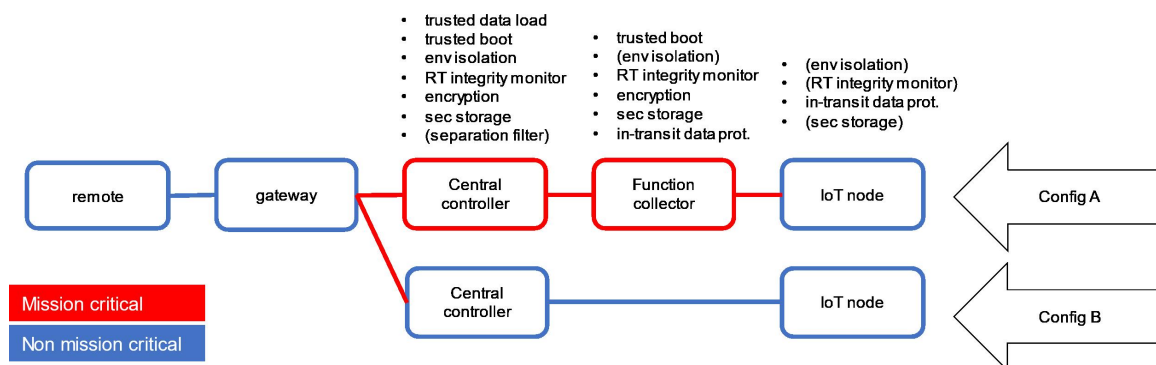 • trusted data load
• trusted boot
• env isolation
• RT integrity monitor
• encryption
• sec storage
• (separation filter)
• trusted boot
• (env isolation)
• RT integrity monitor
• encryption
• sec storage
• in-transit data prot.
• (env isolation)
• (RT integrity monitor)
• in-transit data prot.
• (sec storage)
remote
gateway
Central
controller
Function
collector
IoT node
Config A
Central
controller
IoT node
Config B
Mission critical
Non mission critical